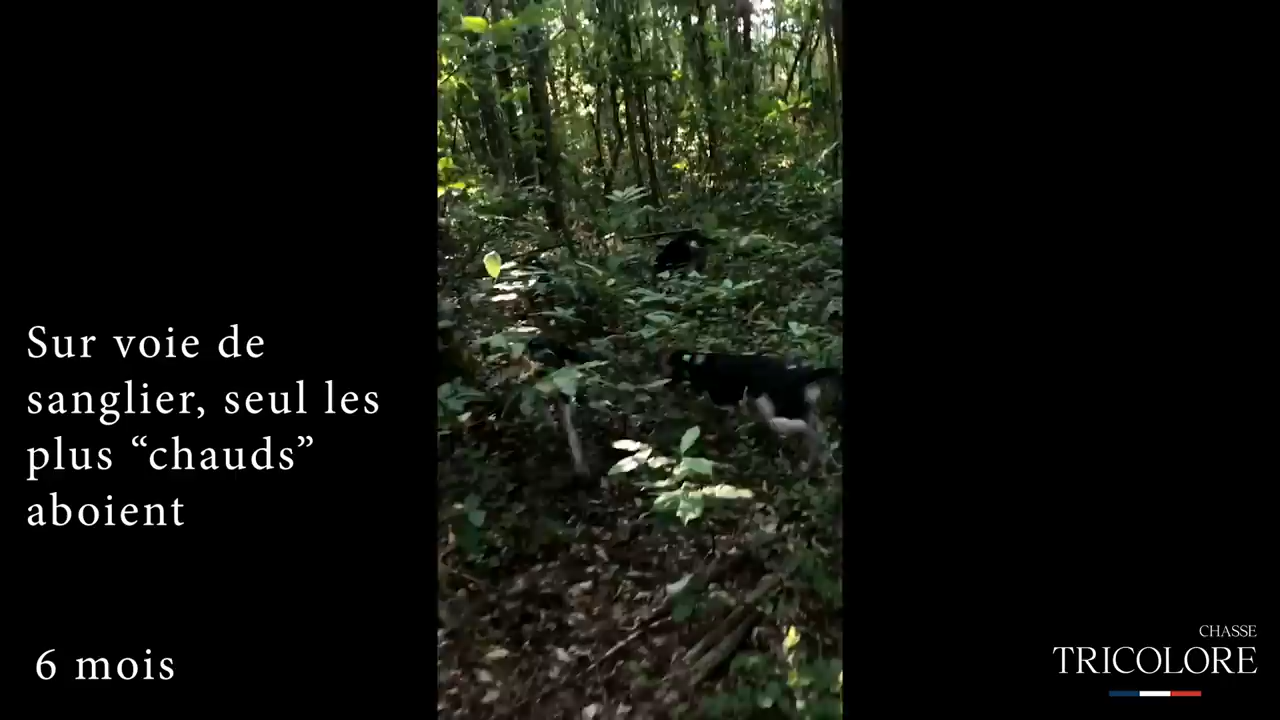 Sur voie de
sanglier, seul les
plus “chauds”
aboient
6 mois
CHASSE
TRICOLORE